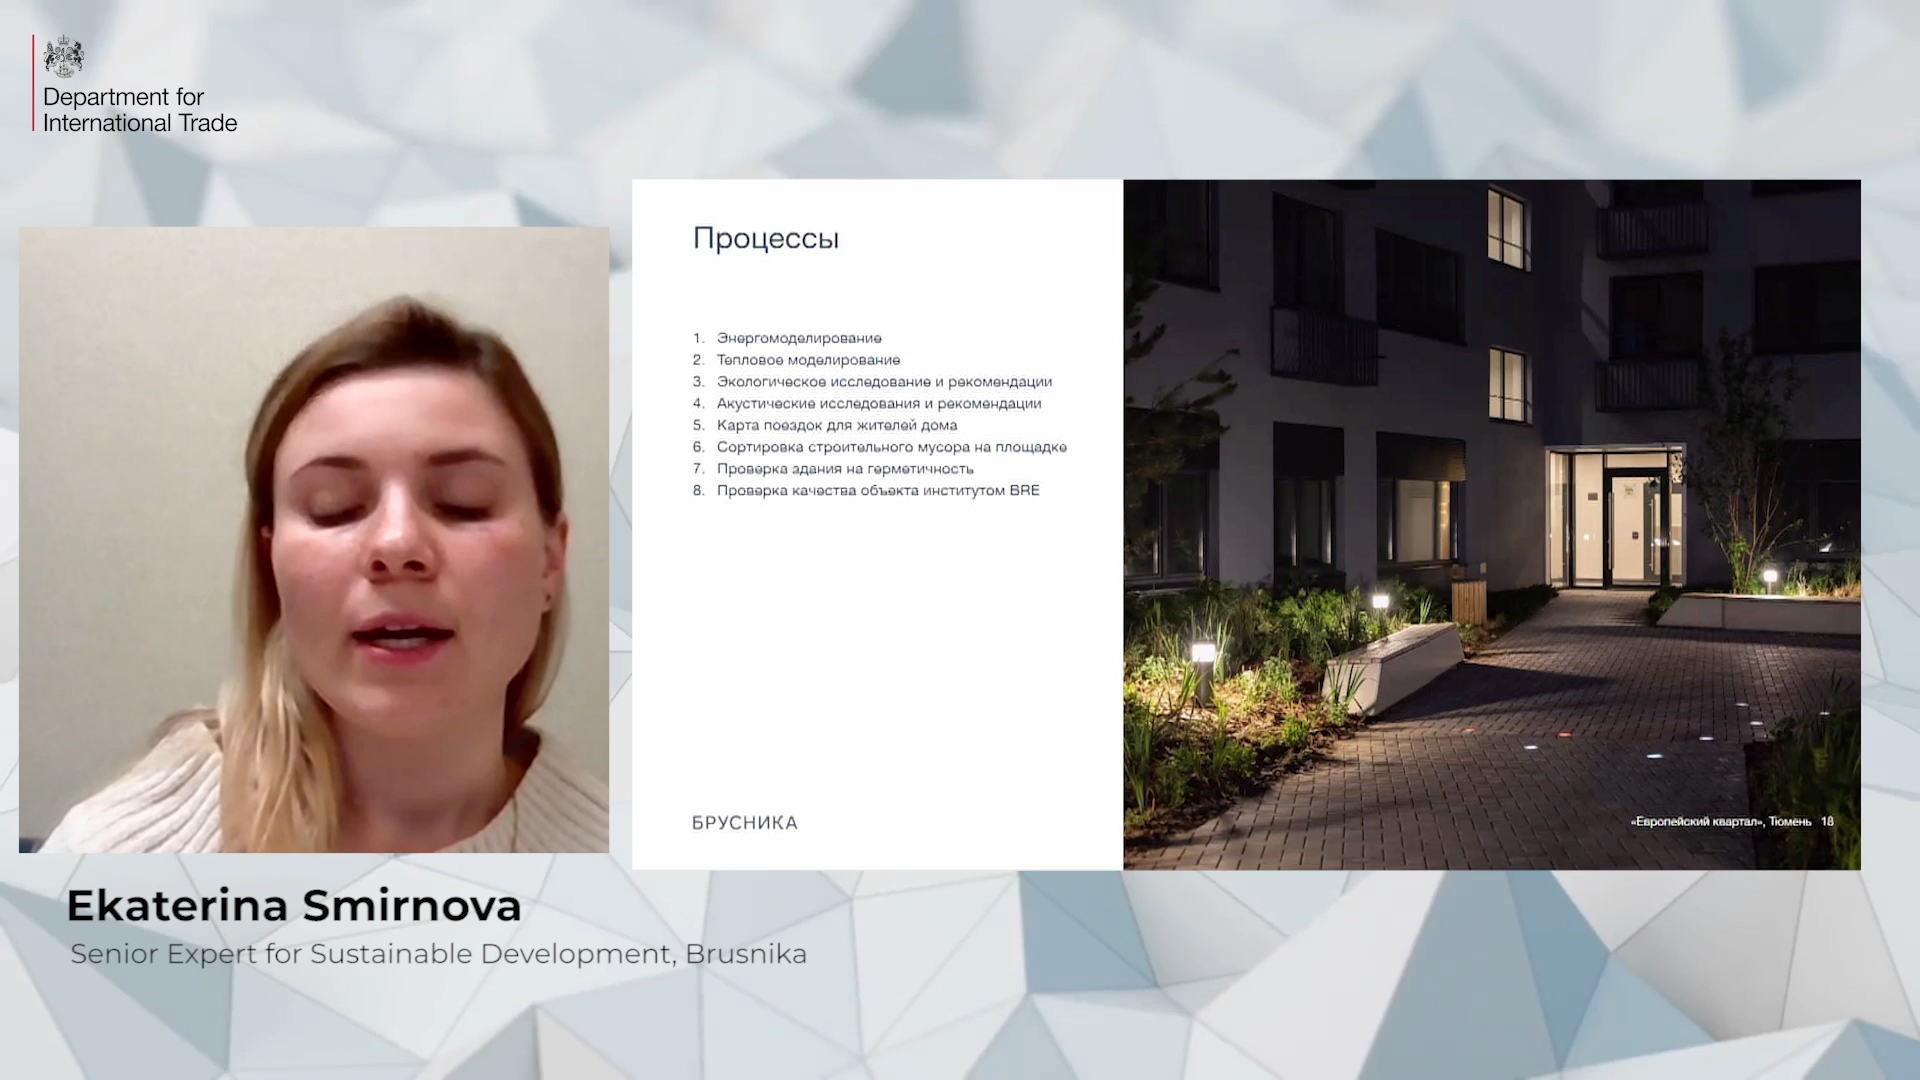 Department for
International Trade
Процессы
1. Энергомоделирование
2. Тепловое моделирование
3. Экологическое исследование и рекомендации
4. Акустические исследования и рекомендации
5. Карта поездок для жителей дома
6. Сортировка строительного мусора на площадке
7. Проверка здания на герметичность
8. Проверка качества объекта институтом BRE
БРУСНИКА
«Европейский квартал», Тюмень 18
Ekaterina Smirnova
Senior Expert for Sustainable Development, Brusnika